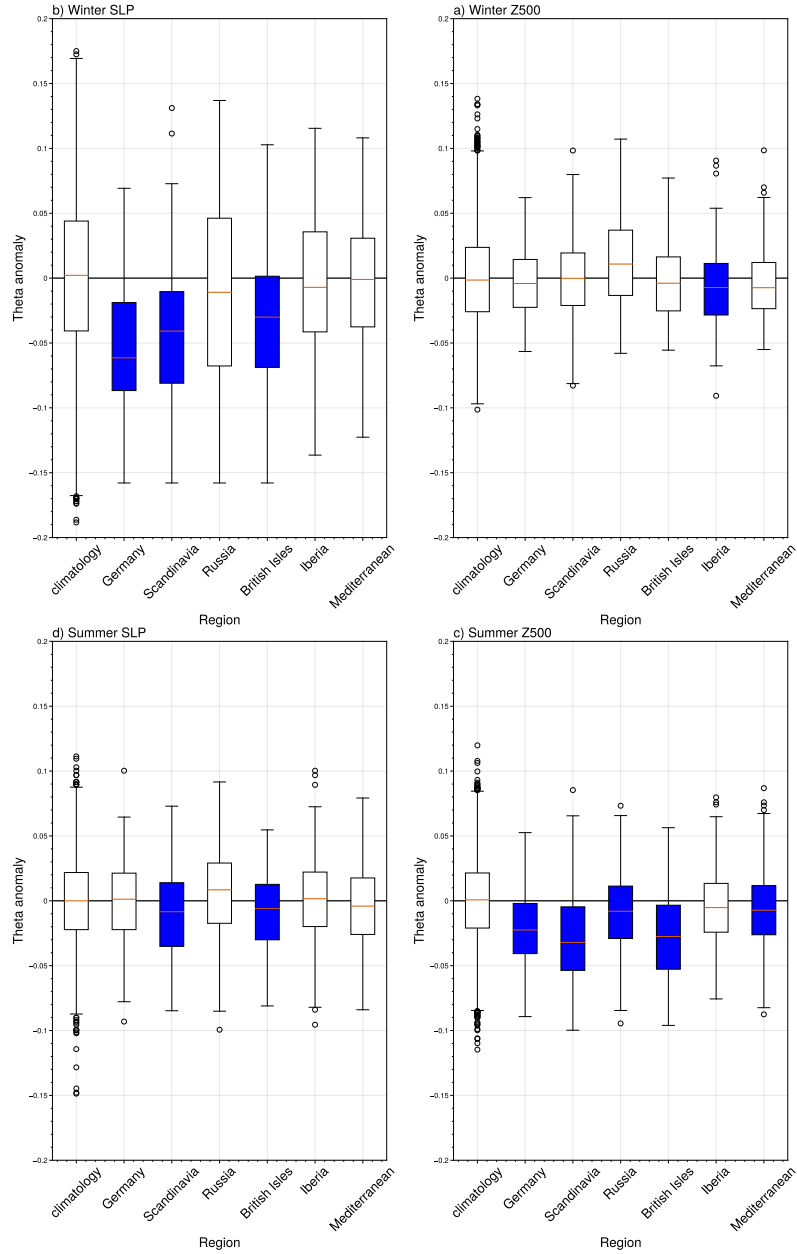 b) Winter SLP
0.2
0.15
0.1
0.05
0
−0.05
−0.1
−0.15
−0.2
Theta anomaly
climatology
Germany
Scandinavia
Russia
British Isles
Iberia
Mediterranean
Region
a) Winter Z500
0.2
0.15
0.1
0.05
0
−0.05
−0.1
−0.15
−0.2
Theta anomaly
climatology
Germany
Scandinavia
Russia
British Isles
Iberia
Mediterranean
Region
d) Summer SLP
0.2
0.15
0.1
0.05
0
−0.05
−0.1
−0.15
−0.2
Theta anomaly
climatology
Germany
Scandinavia
Russia
British Isles
Iberia
Mediterranean
Region
c) Summer Z500
0.2
0.15
0.1
0.05
0
−0.05
−0.1
−0.15
−0.2
Theta anomaly
climatology
Germany
Scandinavia
Russia
British Isles
Iberia
Mediterranean
Region